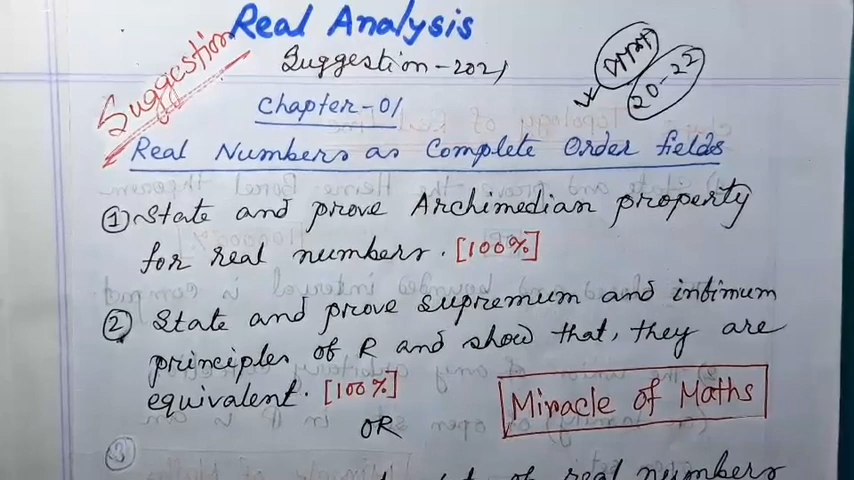 Real Analysis
Suggestion
Suggestion-2021
20-22
Chapter-01
Real Numbers as Complete Order fields
① State and prove Archimedian property
for real numbers. [100%]
② State and prove supremum and infimum
principles of R and show that, they are
equivalent. [100%]
Miracle of Maths
OR
③
of real numbers